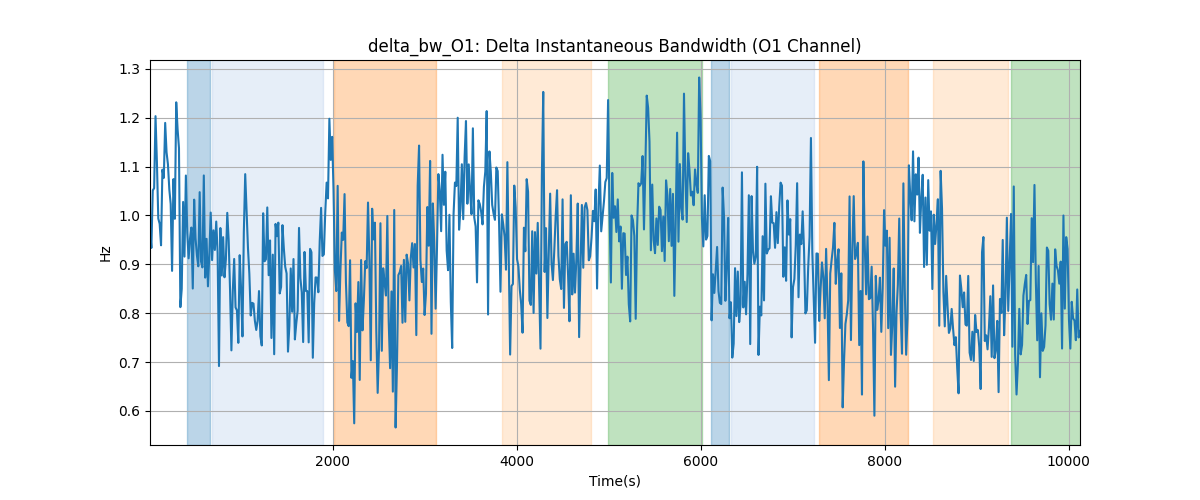 delta_bw_O1: Delta Instantaneous Bandwidth (O1 Channel)
1.3
1.2
1.1
1.0
0.9
0.8
0.7
0.6
Hz
2000 4000 6000 8000 10000
Time(s)